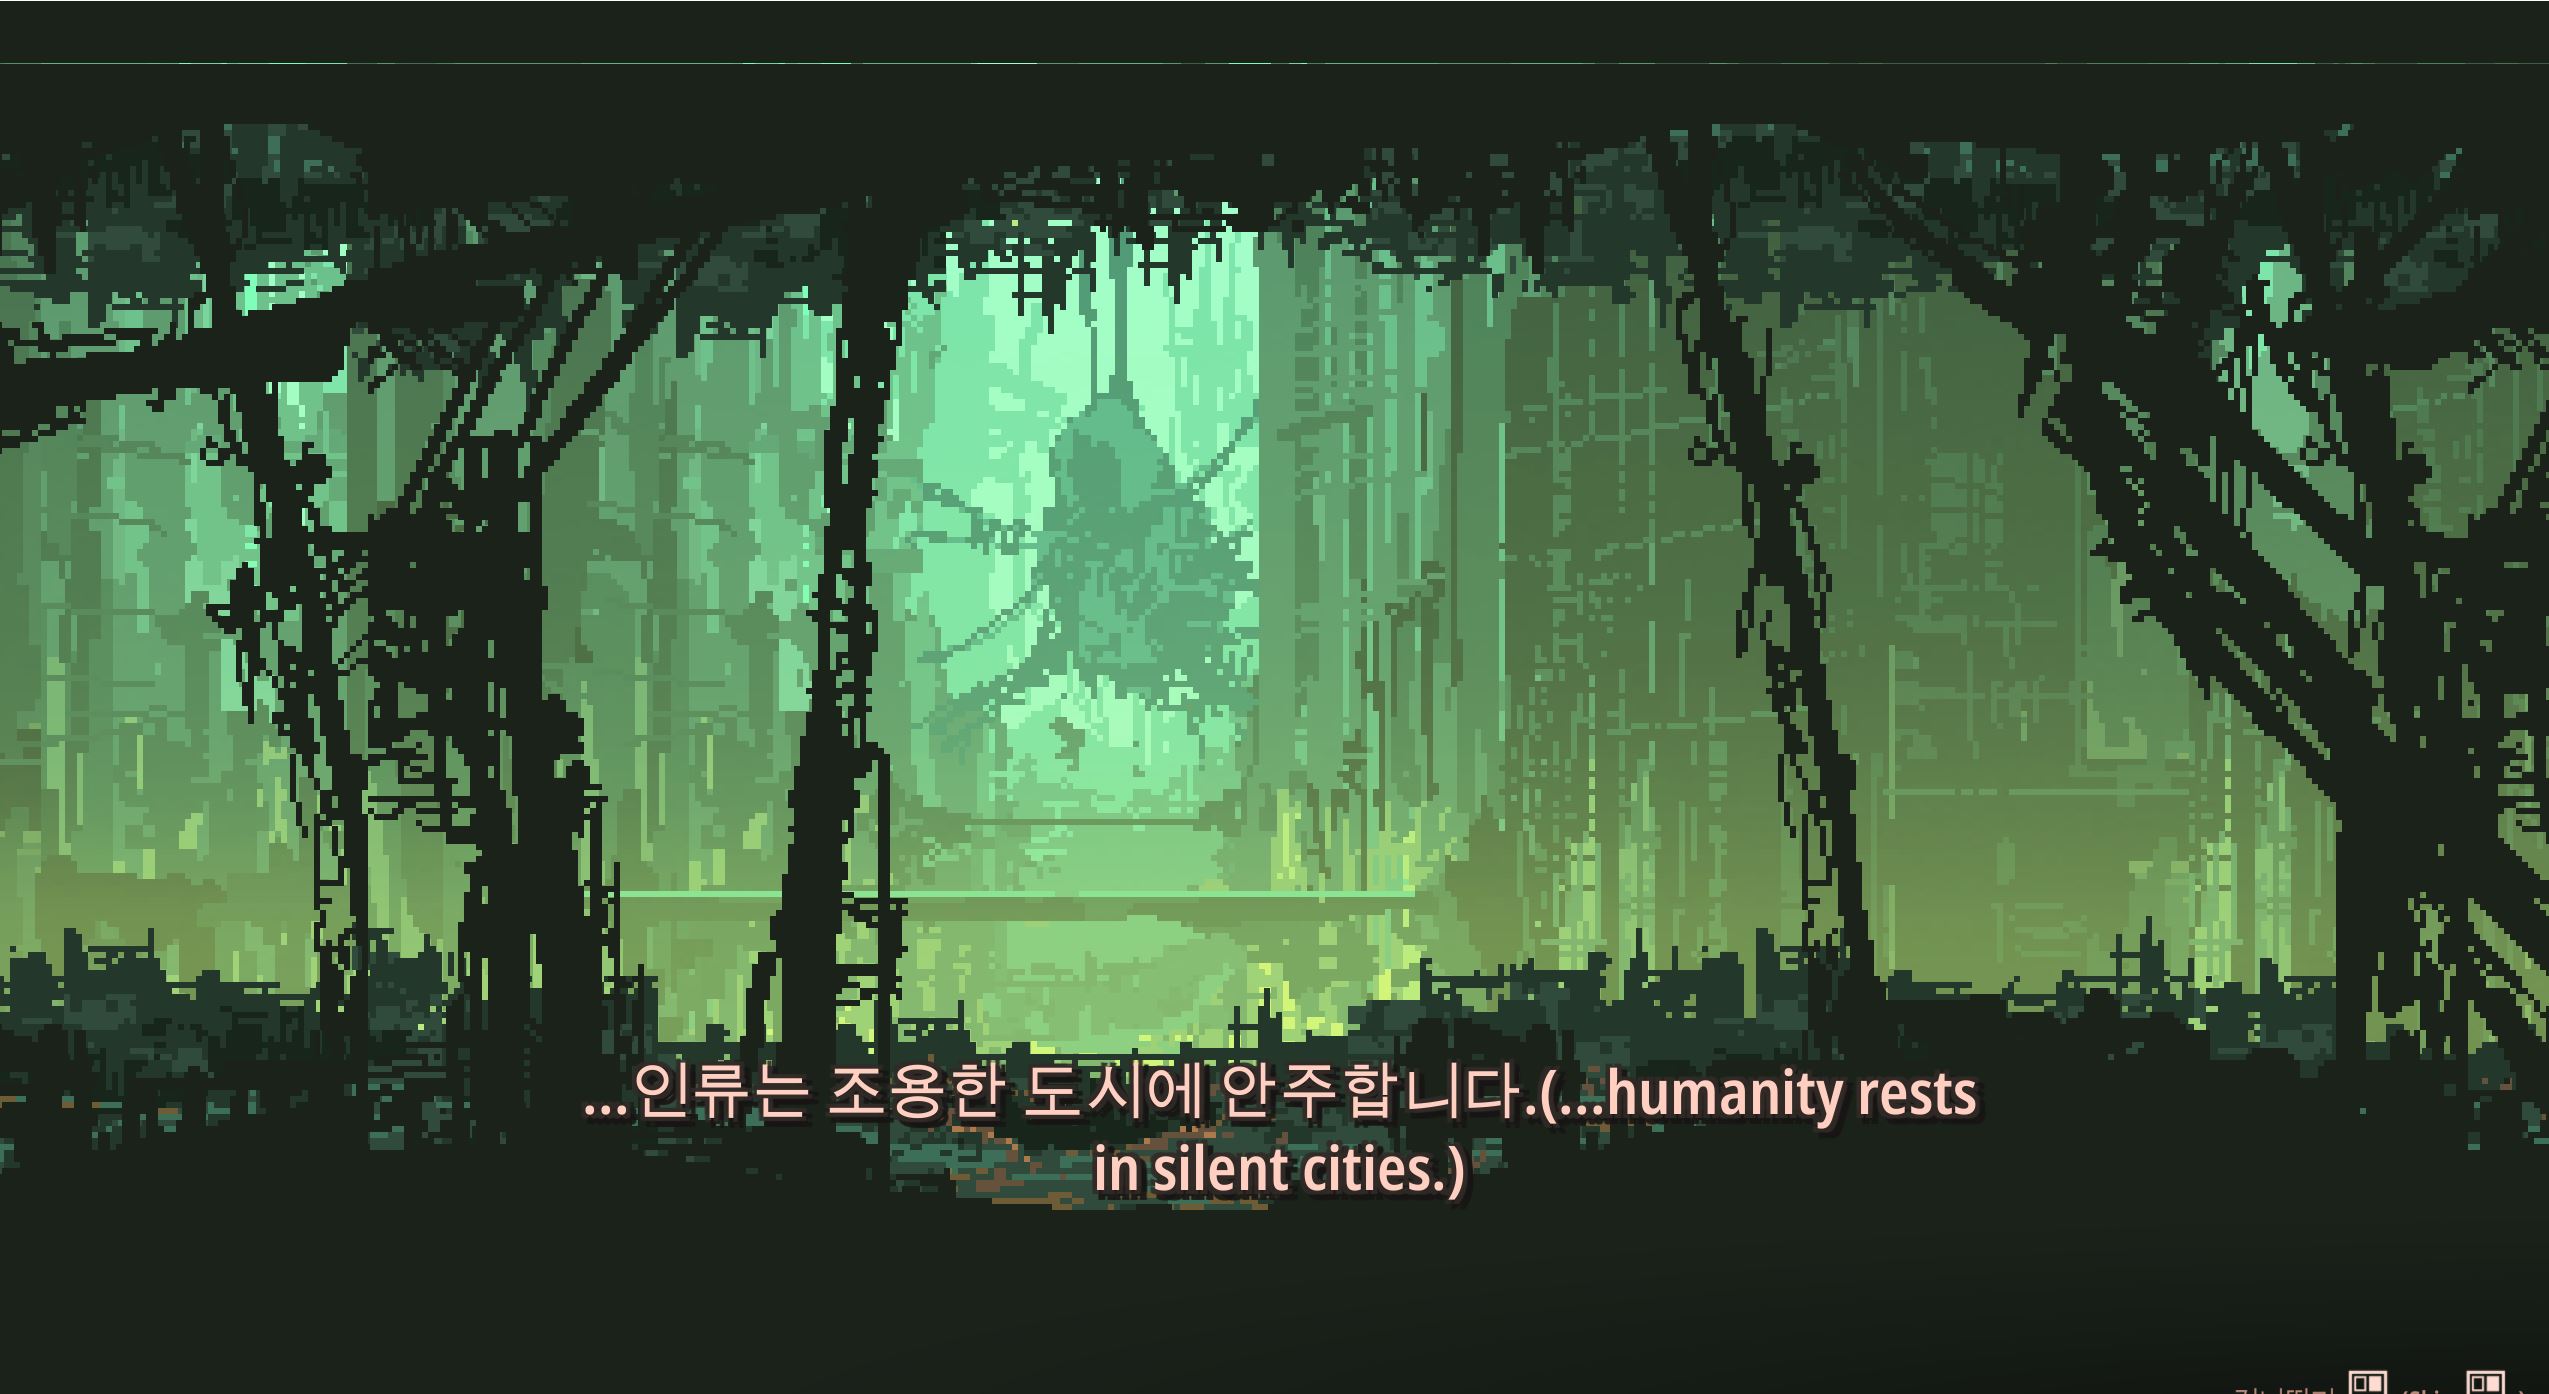 ...인류는 조용한 도시에 안주합니다.(...humanity rests
in silent cities.)